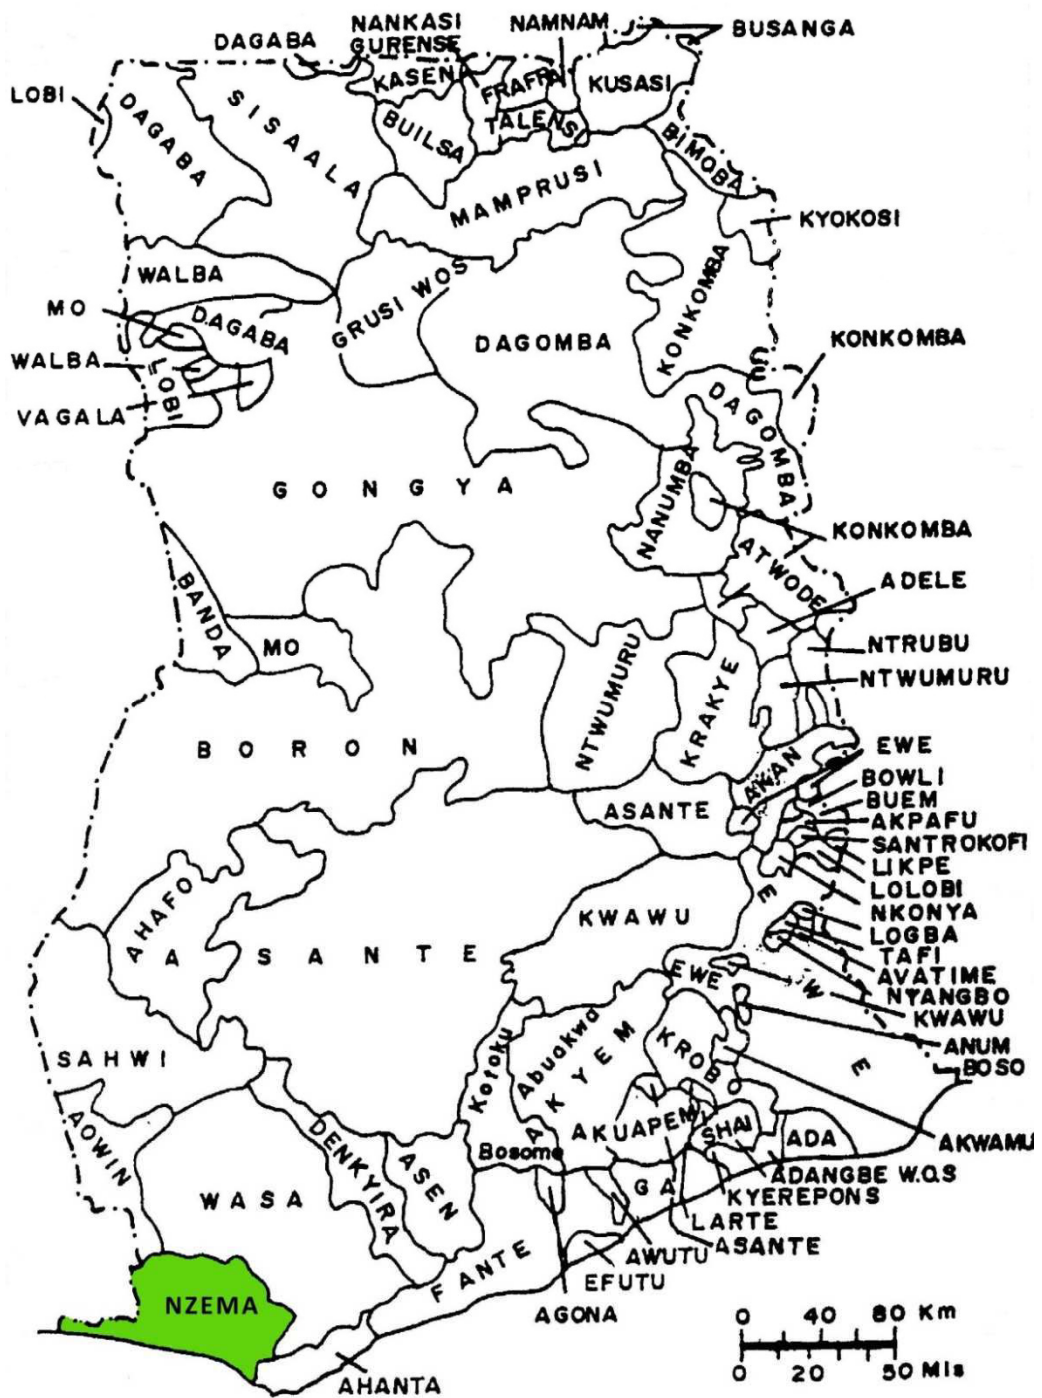 NANKASI
GURENSE
NAMNAM
BUSANGA
DAGABA
KASENA
FRAFRA
KUSASI
LOBI
DAGABA
SISAALA
BUILSA
TALENSI
BIMOBA
MAMPRUSI
KYOKOSI
WALBA
GRUSI WOS
KONKOMBA
MO
DAGABA
DAGOMBA
KONKOMBA
WALBA
LOBI
VAGALA
DAGOMBA
GONGYA
NANUMBA
KONKOMBA
ATWODE
ADELE
BANDA
MO
NTWUMURU
KRAKYE
NTRUBU
NTWUMURU
BORON
AKAN
EWE
BOWLI
BUEM
ASANTE
AKPAFU
SANTROKOFI
LIKPE
LOLOBI
NKONYA
LOGBA
TAFI
AVATIME
NYANGBO
KWAWU
ANUM
BOSO
AHAFO
ASANTE
KWAWU
EWE
EWE
SAHWI
Kotoku
Abuakwa
AKYEM
KROBO
AOWIN
DENKYIRA
ASEN
Bosome
AKUAPEM
SHAI
ADA
AKWAMU
WASA
GA
ADANGBE W.O.S
KYEREPONS
LARTE
ASANTE
FANTE
AWUTU
EFUTU
AGONA
NZEMA
AHANTA
0 40 80 Km
0 20 50 Mls